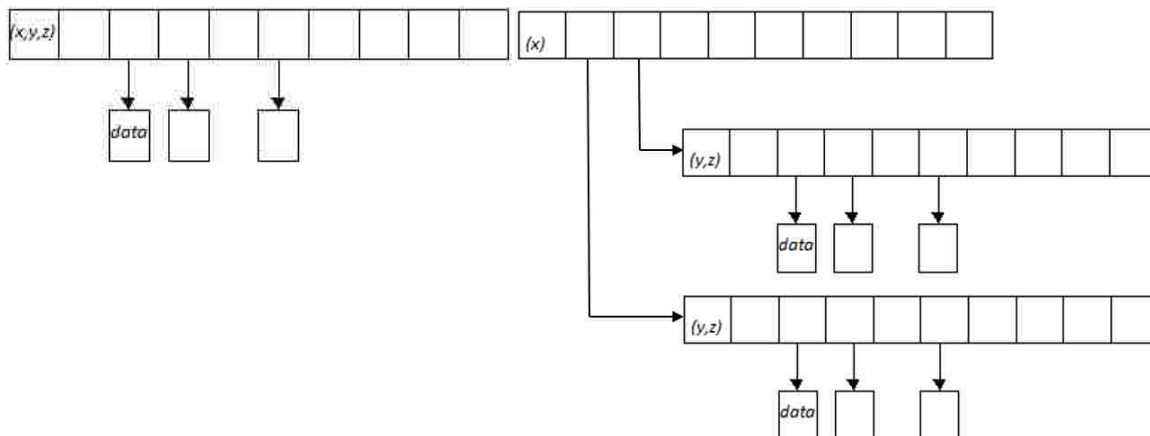 (x,y,z)
data
(x)
(y,z)
data
(y,z)
data